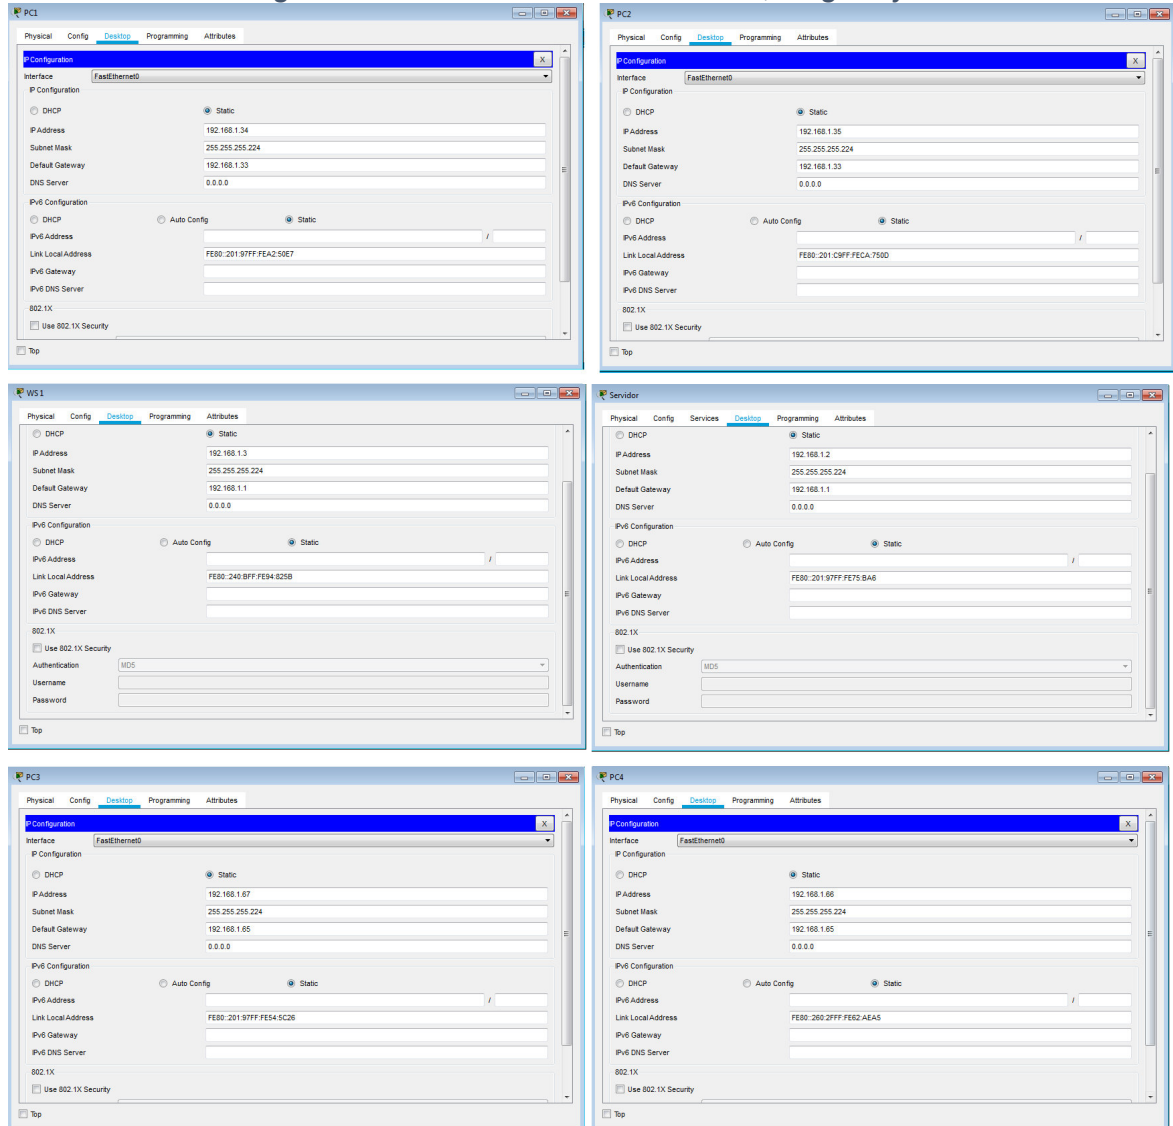 PC1
Physical Config Desktop Programming Attributes
IP Configuration X
Interface FastEthernet0
IP Configuration
DHCP Static
IP Address 192.168.1.34
Subnet Mask 255.255.255.224
Default Gateway 192.168.1.33
DNS Server 0.0.0.0
IPv6 Configuration
DHCP Auto Config Static
IPv6 Address /
Link Local Address FE80::201:97FF:FEA2:50E7
IPv6 Gateway
IPv6 DNS Server
802.1X
Use 802.1X Security
Top
PC2
Physical Config Desktop Programming Attributes
IP Configuration X
Interface FastEthernet0
IP Configuration
DHCP Static
IP Address 192.168.1.35
Subnet Mask 255.255.255.224
Default Gateway 192.168.1.33
DNS Server 0.0.0.0
IPv6 Configuration
DHCP Auto Config Static
IPv6 Address /
Link Local Address FE80::201:C9FF:FECA:750D
IPv6 Gateway
IPv6 DNS Server
802.1X
Use 802.1X Security
Top
WS1
Physical Config Desktop Programming Attributes
DHCP Static
IP Address 192.168.1.3
Subnet Mask 255.255.255.224
Default Gateway 192.168.1.1
DNS Server 0.0.0.0
IPv6 Configuration
DHCP Auto Config Static
IPv6 Address /
Link Local Address FE80::240:BFF:FE94:825B
IPv6 Gateway
IPv6 DNS Server
802.1X
Use 802.1X Security
Authentication MD5
Username
Password
Top
Servidor
Physical Config Services Desktop Programming Attributes
DHCP Static
IP Address 192.168.1.2
Subnet Mask 255.255.255.224
Default Gateway 192.168.1.1
DNS Server 0.0.0.0
IPv6 Configuration
DHCP Auto Config Static
IPv6 Address /
Link Local Address FE80::201:97FF:FE75:BA6
IPv6 Gateway
IPv6 DNS Server
802.1X
Use 802.1X Security
Authentication MD5
Username
Password
Top
PC3
Physical Config Desktop Programming Attributes
IP Configuration X
Interface FastEthernet0
IP Configuration
DHCP Static
IP Address 192.168.1.67
Subnet Mask 255.255.255.224
Default Gateway 192.168.1.65
DNS Server 0.0.0.0
IPv6 Configuration
DHCP Auto Config Static
IPv6 Address /
Link Local Address FE80::201:97FF:FE54:5C26
IPv6 Gateway
IPv6 DNS Server
802.1X
Use 802.1X Security
Top
PC4
Physical Config Desktop Programming Attributes
IP Configuration X
Interface FastEthernet0
IP Configuration
DHCP Static
IP Address 192.168.1.66
Subnet Mask 255.255.255.224
Default Gateway 192.168.1.65
DNS Server 0.0.0.0
IPv6 Configuration
DHCP Auto Config Static
IPv6 Address /
Link Local Address FE80::260:2FFF:FE62:AEA5
IPv6 Gateway
IPv6 DNS Server
802.1X
Use 802.1X Security
Top